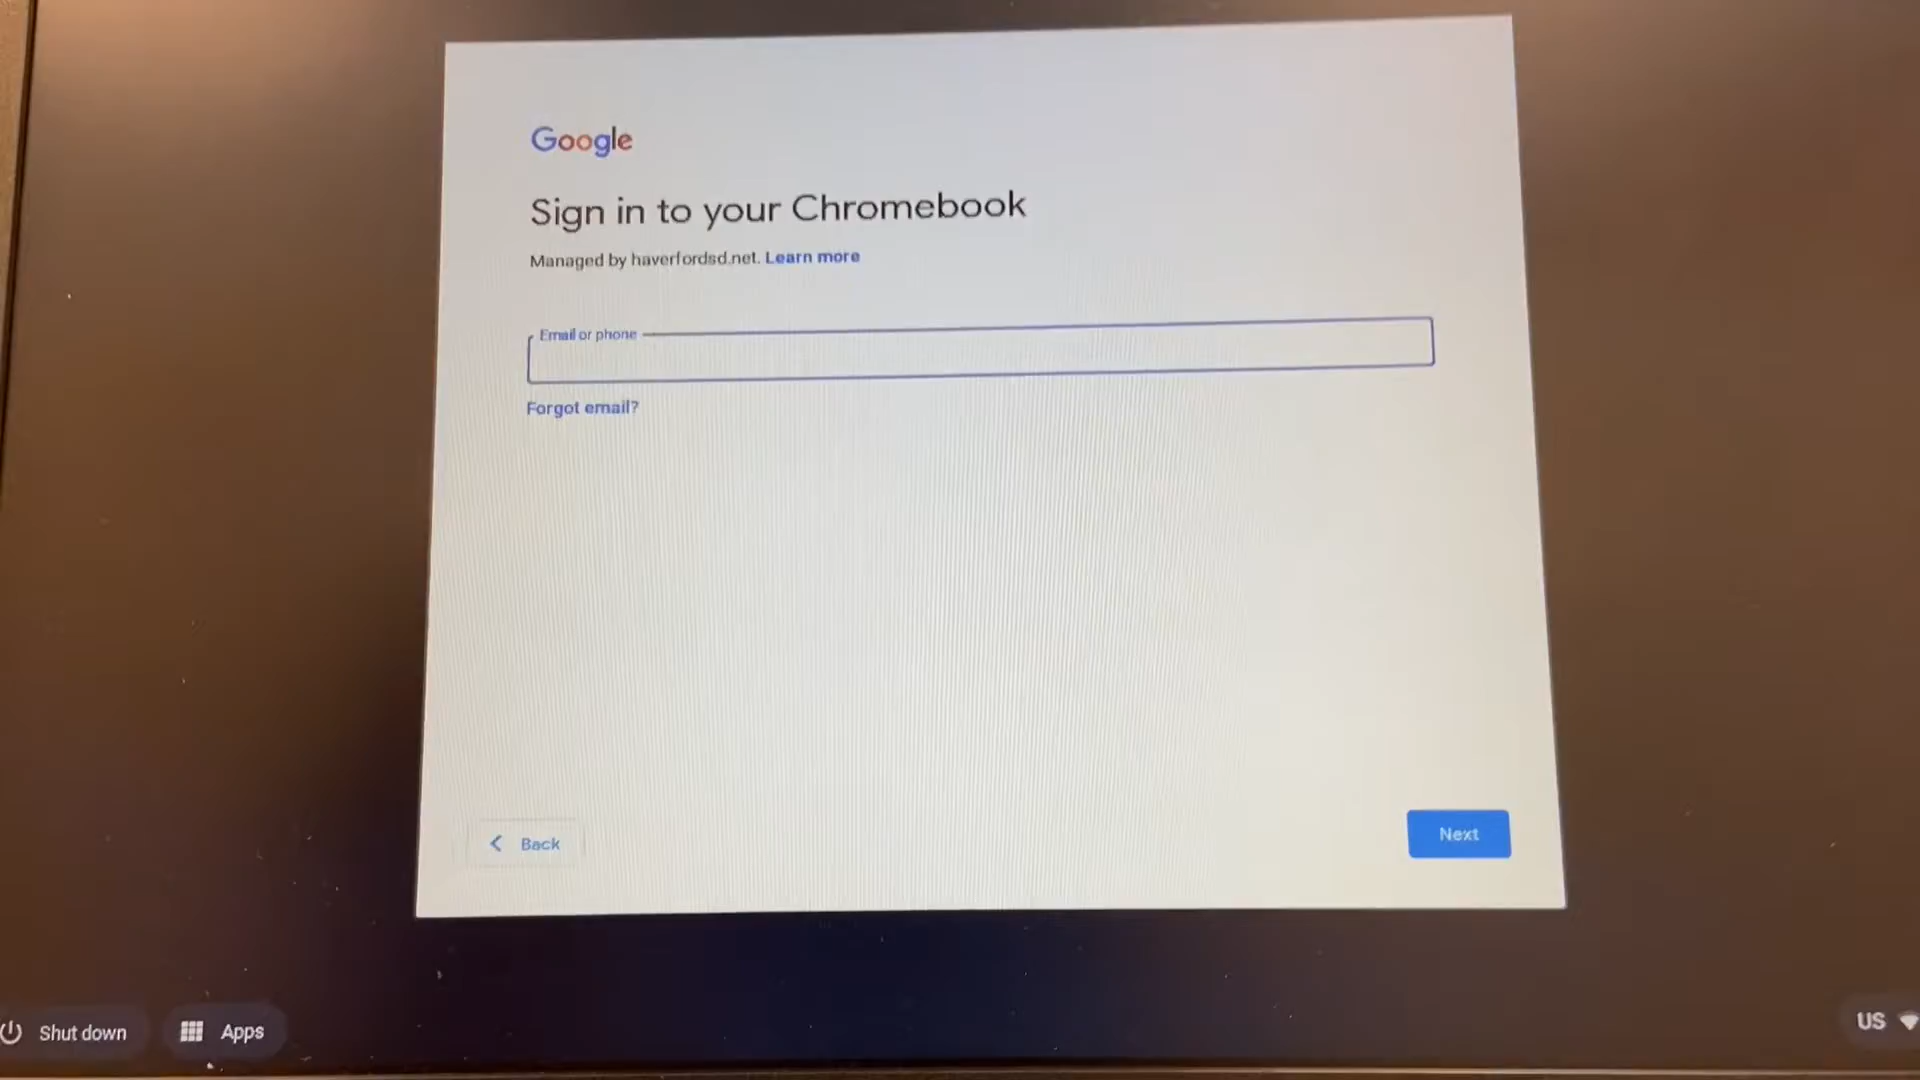 Google
Sign in to your Chromebook
Managed by haverfordsd.net. Learn more
Email or phone
Forgot email?
Back
Next
Shut down
Apps
US